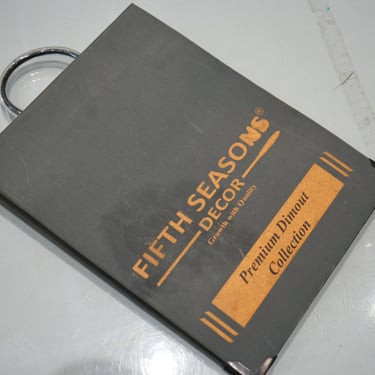 FIFTH SEASONS®
DECOR
Growth with Quality
Premium Dimout
Collection